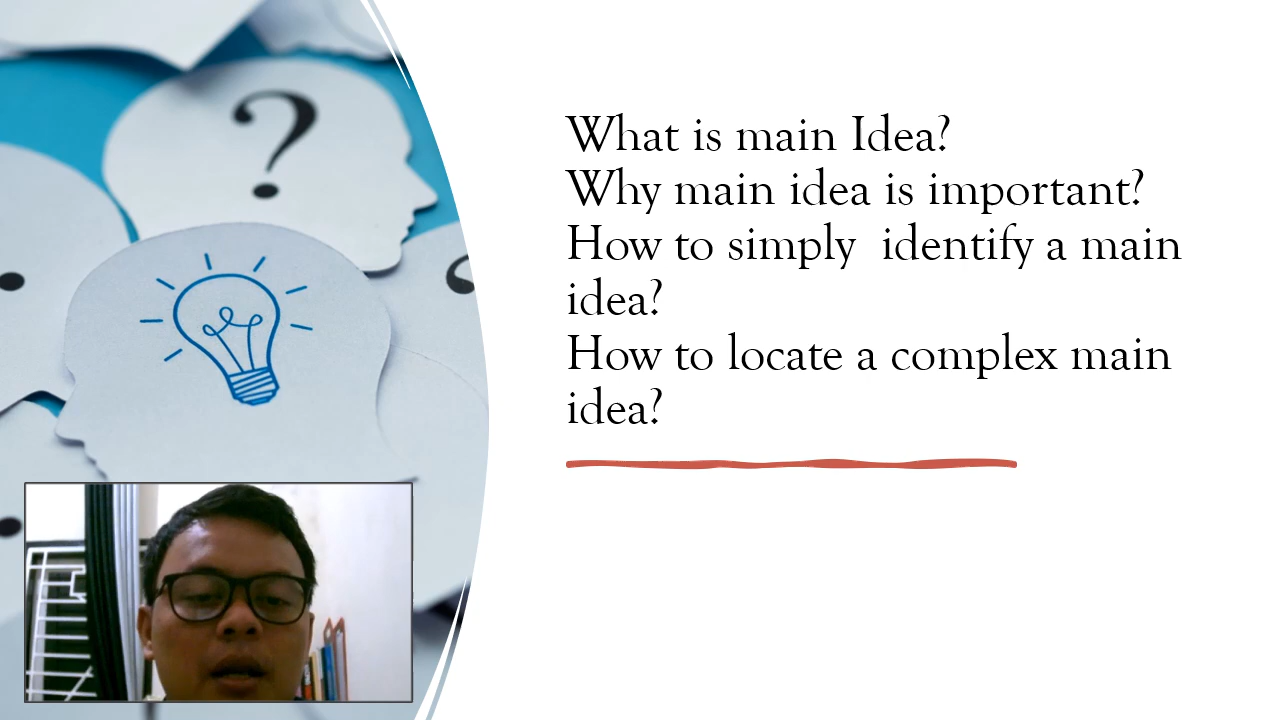 What is main Idea?
Why main idea is important?
How to simply  identify a main
idea?
How to locate a complex main
idea?
?